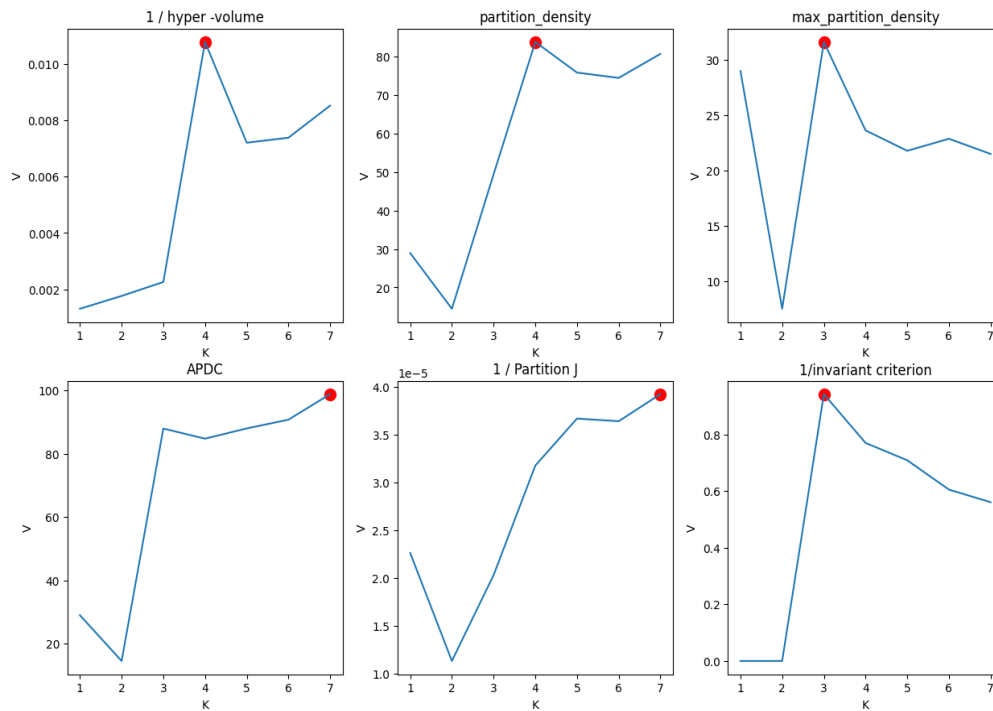 1 / hyper -volume
0.010
0.008
0.006
0.004
0.002
V
1 2 3 4 5 6 7
K
partition_density
80
70
60
50
40
30
20
V
1 2 3 4 5 6 7
K
max_partition_density
30
25
20
15
10
V
1 2 3 4 5 6 7
K
APDC
100
80
60
40
20
V
1 2 3 4 5 6 7
K
1 / Partition J
1e−5
4.0
3.5
3.0
2.5
2.0
1.5
1.0
V
1 2 3 4 5 6 7
K
1/invariant criterion
0.8
0.6
0.4
0.2
0.0
V
1 2 3 4 5 6 7
K